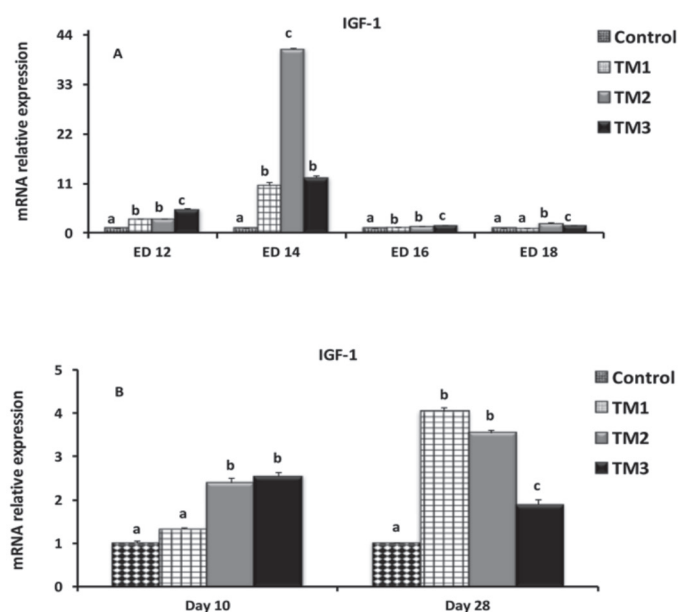 IGF-1
44
33
22
11
0
mRNA relative expression
A
a b b c
a b c b
a b b c
a a b c
ED 12 ED 14 ED 16 ED 18
Control
TM1
TM2
TM3
IGF-1
5
4
3
2
1
0
mRNA relative expression
B
a a b b
a b b c
Day 10 Day 28
Control
TM1
TM2
TM3